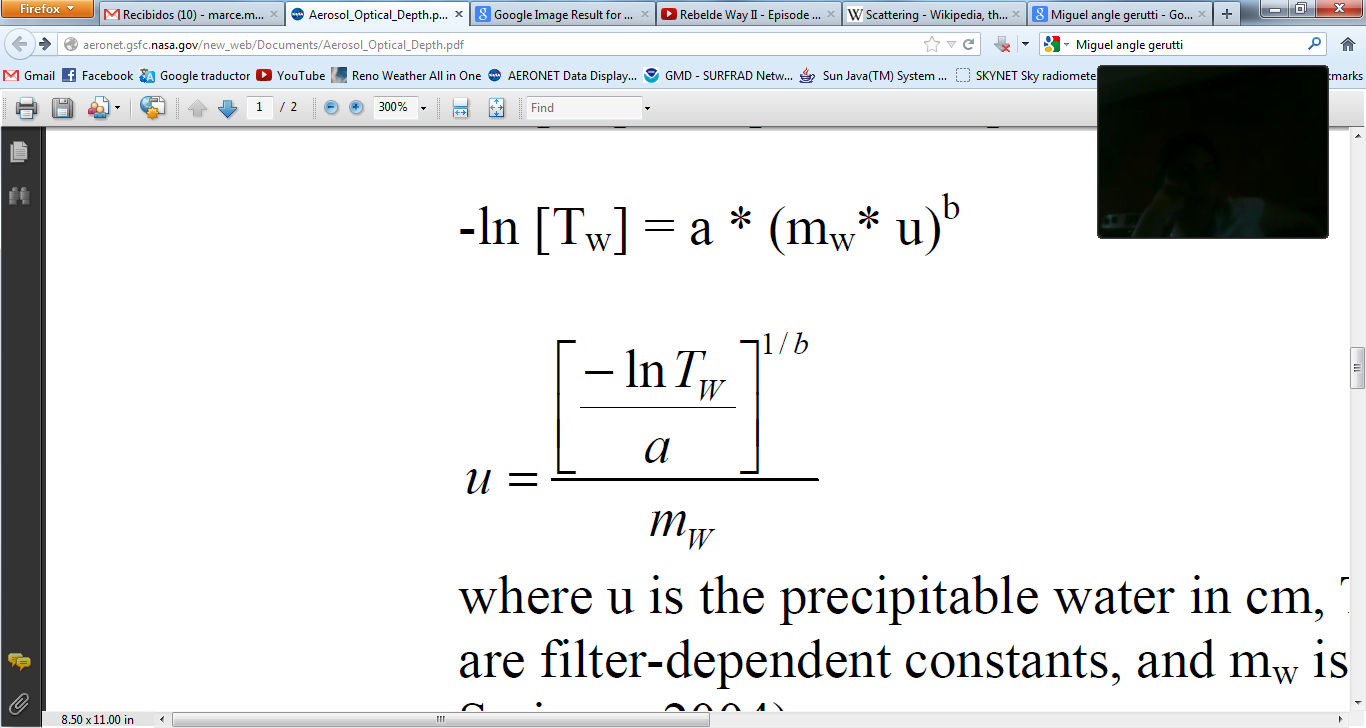 Firefox
Recibidos (10) - marce.m...
Aerosol_Optical_Depth.p...
Google Image Result for ...
Rebelde Way II - Episode ...
Scattering - Wikipedia, th...
Miguel angle gerutti - Go...
aeronet.gsfc.nasa.gov/new_web/Documents/Aerosol_Optical_Depth.pdf
Miguel angle gerutti
Gmail Facebook Google traductor YouTube Reno Weather All in One AERONET Data Display... GMD - SURFRAD Netw... Sun Java(TM) System ... SKYNET Sky radiomete
1 / 2 300% Find
-ln [Tw] = a * (mw* u)^b
u = [(− ln T_W) / a]^(1/b) / m_W
where u is the precipitable water in cm,
are filter-dependent constants, and mw is
8.50 x 11.00 in